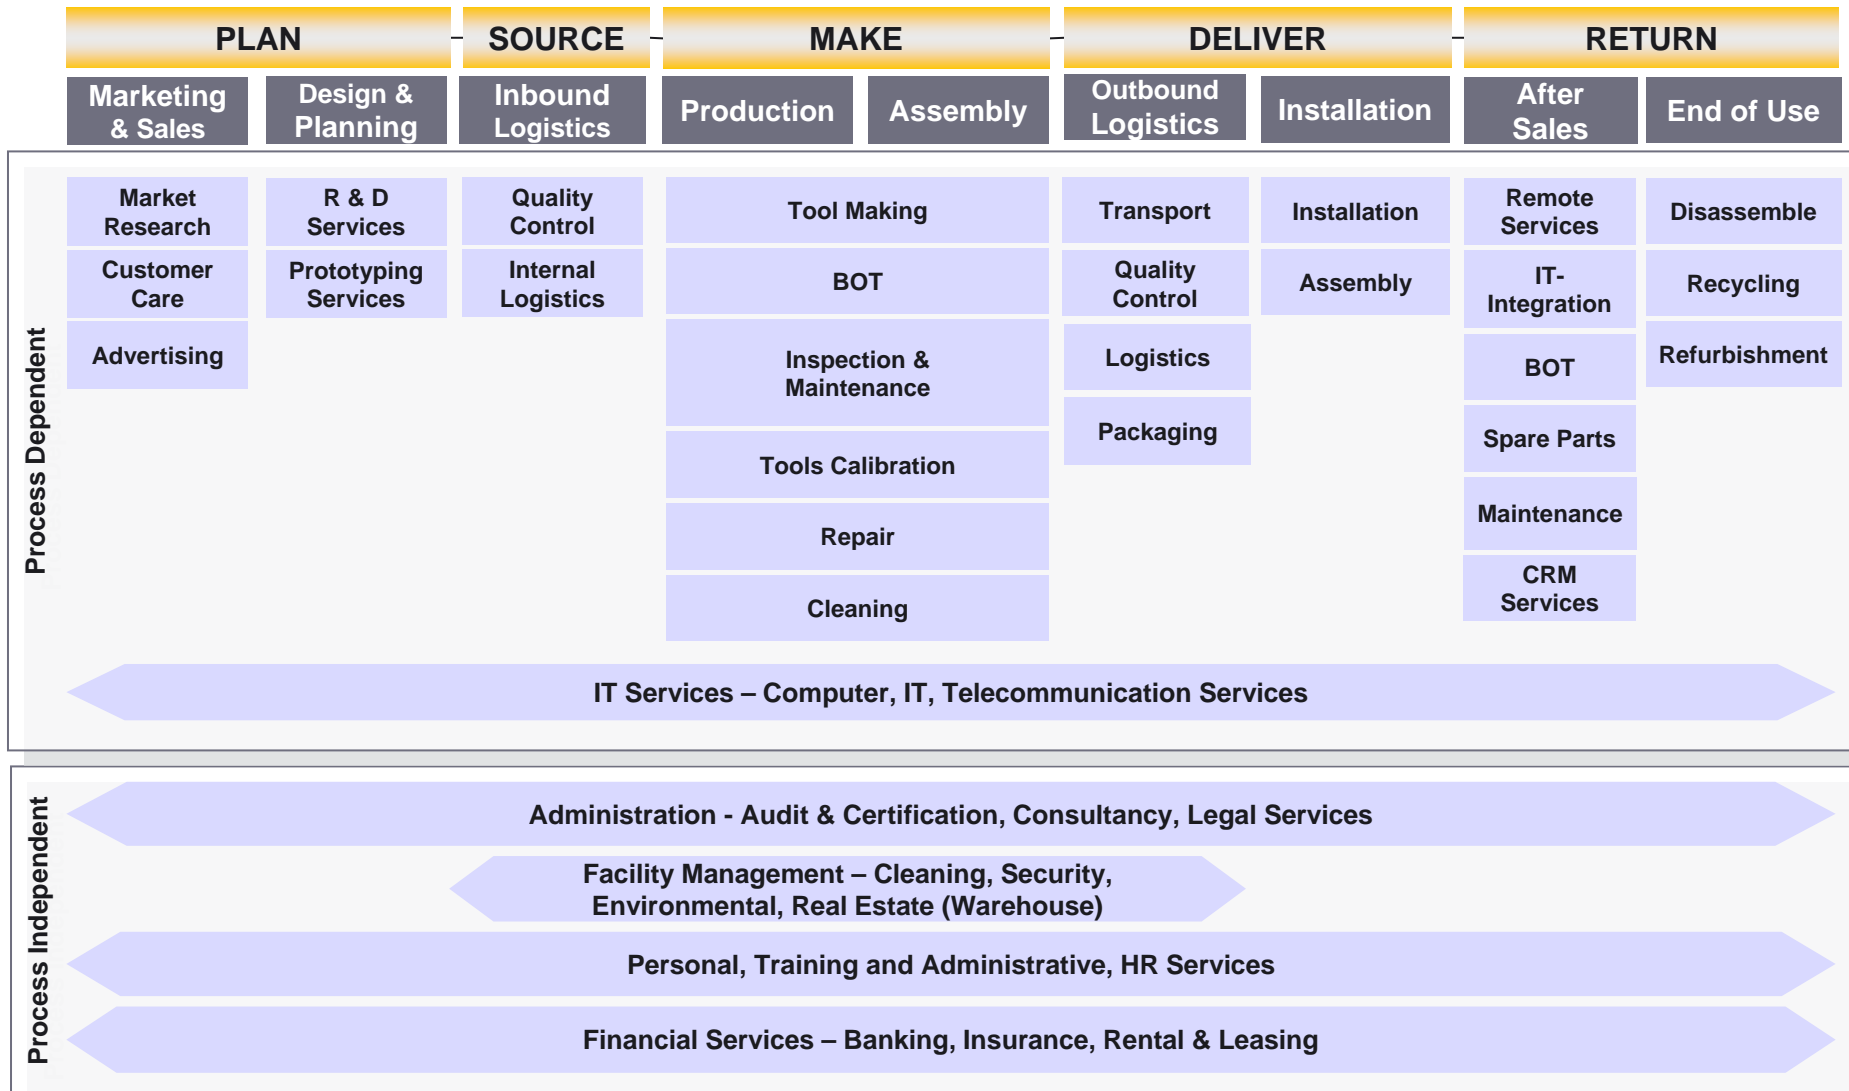 PLAN
SOURCE
MAKE
DELIVER
RETURN
Marketing
& Sales
Design &
Planning
Inbound
Logistics
Production
Assembly
Outbound
Logistics
Installation
After
Sales
End of Use
Process Dependent
Market
Research
Customer
Care
Advertising
R & D
Services
Prototyping
Services
Quality
Control
Internal
Logistics
Tool Making
BOT
Inspection &
Maintenance
Tools Calibration
Repair
Cleaning
Transport
Quality
Control
Logistics
Packaging
Installation
Assembly
Remote
Services
IT-
Integration
BOT
Spare Parts
Maintenance
CRM
Services
Disassemble
Recycling
Refurbishment
IT Services – Computer, IT, Telecommunication Services
Process Independent
Administration - Audit & Certification, Consultancy, Legal Services
Facility Management – Cleaning, Security,
Environmental, Real Estate (Warehouse)
Personal, Training and Administrative, HR Services
Financial Services – Banking, Insurance, Rental & Leasing